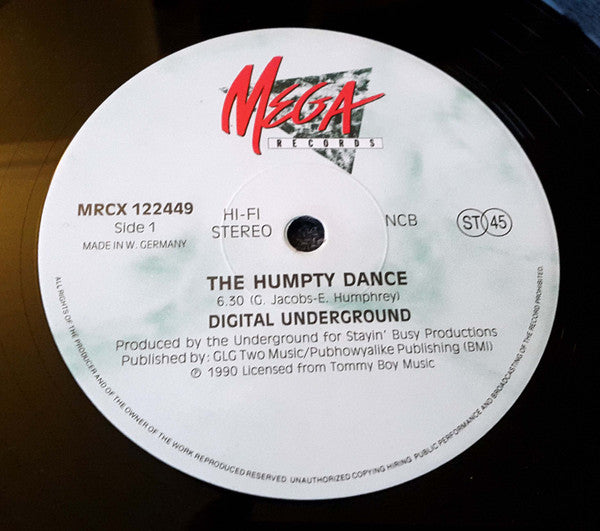 MEGA
RECORDS
MRCX 122449
Side 1
MADE IN W. GERMANY
HI-FI
STEREO
NCB
ST 45
THE HUMPTY DANCE
6.30 (G. Jacobs-E. Humphrey)
DIGITAL UNDERGROUND
Produced by the Underground for Stayin' Busy Productions
Published by: GLG Two Music/Pubhowyalike Publishing (BMI)
℗ 1990 Licensed from Tommy Boy Music
ALL RIGHTS OF THE PRODUCER AND OF THE OWNER OF THE WORK REPRODUCED RESERVED. UNAUTHORIZED COPYING HIRING. PUBLIC PERFORMANCE AND BROADCASTING OF THE RECORD PROHIBITED.